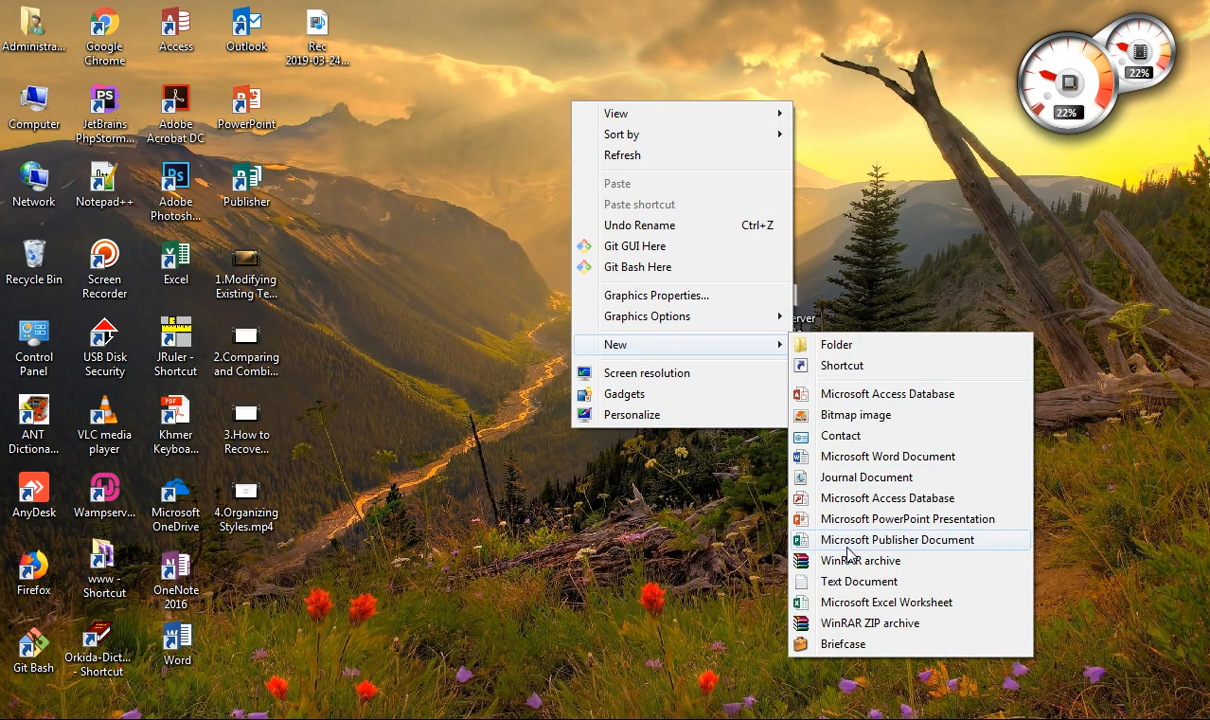 Administra...
Google
Chrome
Access
Outlook
Rec
2019-03-24...
Computer
JetBrains
PhpStorm...
Adobe
Acrobat DC
PowerPoint
Network
Notepad++
Adobe
Photosh...
Publisher
Recycle Bin
Screen
Recorder
Excel
1.Modifying
Existing Te...
Control
Panel
USB Disk
Security
JRuler -
Shortcut
2.Comparing
and Combi...
ANT
Dictiona...
VLC media
player
Khmer
Keyboa...
3.How to
Recove...
AnyDesk
Wampserv...
Microsoft
OneDrive
4.Organizing
Styles.mp4
Firefox
www -
Shortcut
OneNote
2016
Git Bash
Orkida-Dict...
- Shortcut
Word
View
Sort by
Refresh
Paste
Paste shortcut
Undo Rename Ctrl+Z
Git GUI Here
Git Bash Here
Graphics Properties...
Graphics Options
New
Screen resolution
Gadgets
Personalize
Folder
Shortcut
Microsoft Access Database
Bitmap image
Contact
Microsoft Word Document
Journal Document
Microsoft Access Database
Microsoft PowerPoint Presentation
Microsoft Publisher Document
WinRAR archive
Text Document
Microsoft Excel Worksheet
WinRAR ZIP archive
Briefcase
22%
22%